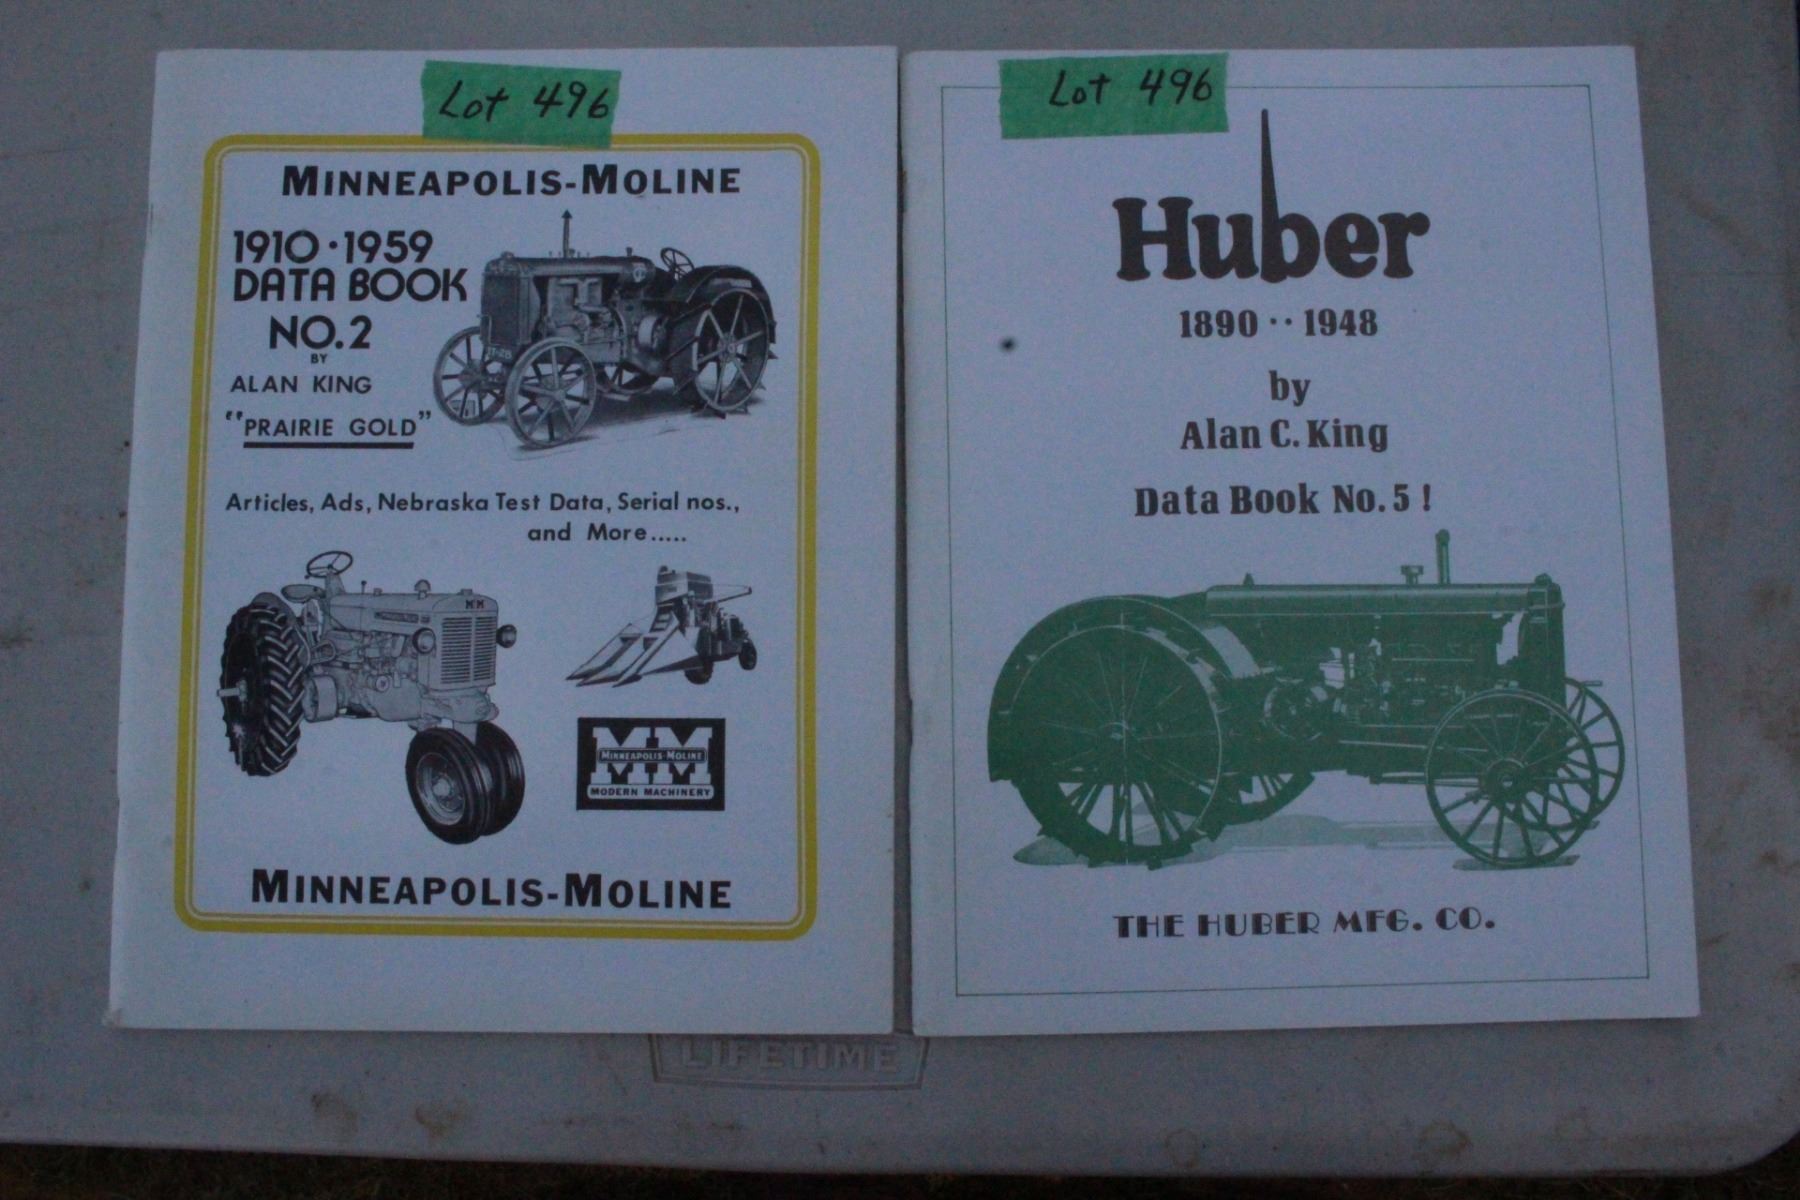 Lot 496
MINNEAPOLIS-MOLINE
1910 · 1959
DATA BOOK
NO. 2
BY
ALAN KING
"PRAIRIE GOLD"
Articles, Ads, Nebraska Test Data, Serial nos.,
and More.....
MM
MINNEAPOLIS-MOLINE
MODERN MACHINERY
MINNEAPOLIS-MOLINE
Lot 496
Huber
1890 ·· 1948
by
Alan C. King
Data Book No. 5 !
THE HUBER MFG. CO.
LIFETIME